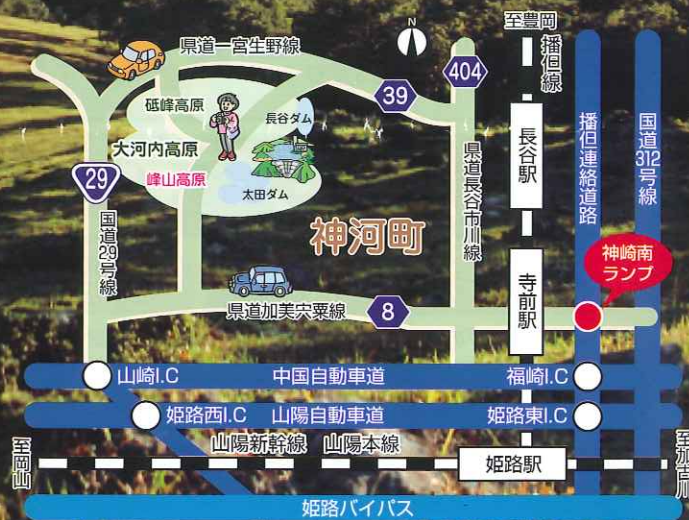 至豊岡
N
県道一宮生野線
播但線
404
39
砥峰高原
長谷ダム
長谷駅
播但連絡道路
国道312号線
大河内高原
峰山高原
太田ダム
県道長谷市川線
29
国道29号線
神河町
神崎南
ランプ
寺前駅
県道加美宍粟線
8
山崎I.C
中国自動車道
福崎I.C
姫路西I.C
山陽自動車道
姫路東I.C
至岡山
山陽新幹線
山陽本線
姫路駅
至加古川
姫路バイパス